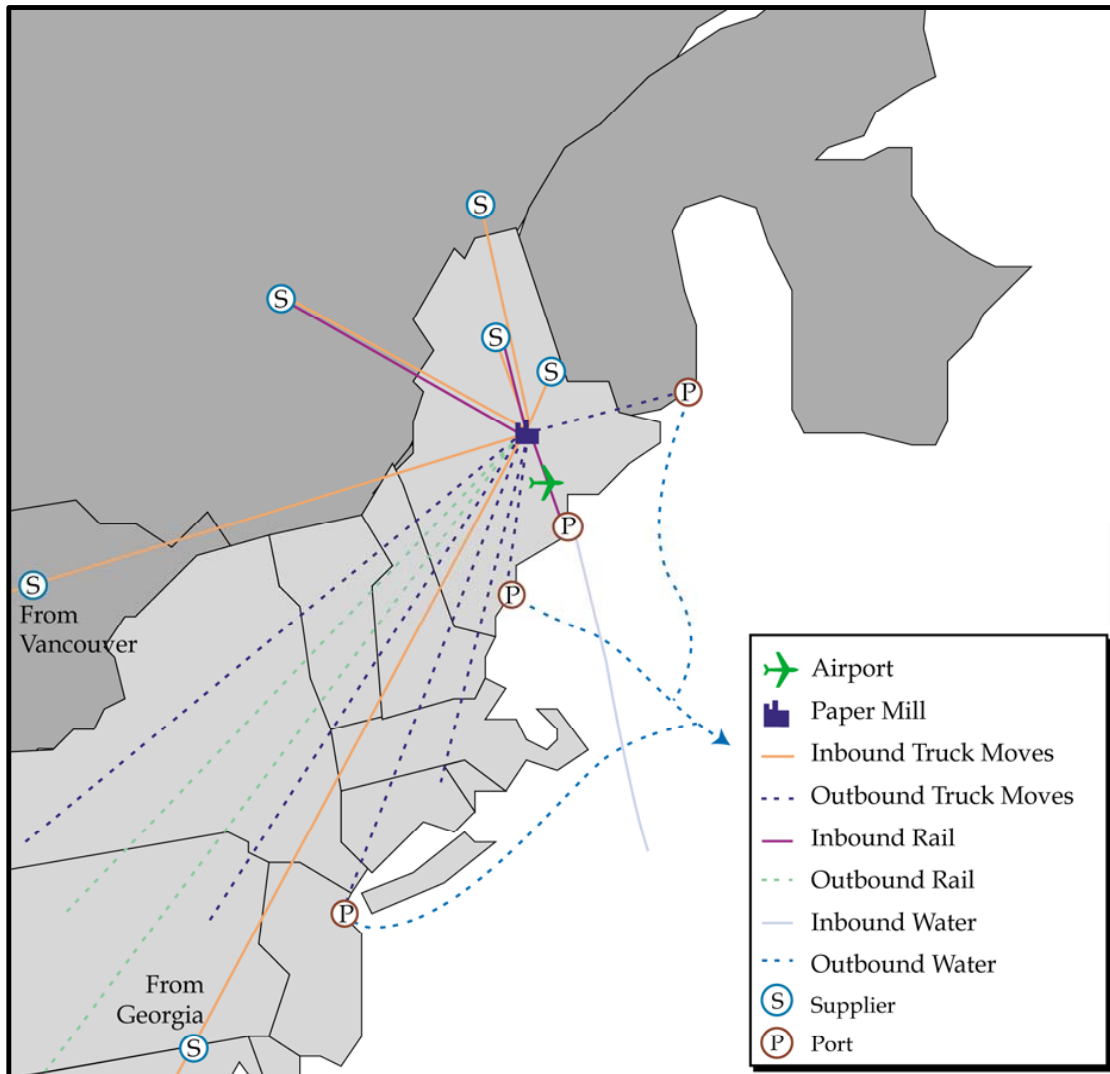 S
S
S
S
P
P
P
S
From
Vancouver
P
From
Georgia
S
Airport
Paper Mill
Inbound Truck Moves
Outbound Truck Moves
Inbound Rail
Outbound Rail
Inbound Water
Outbound Water
S Supplier
P Port